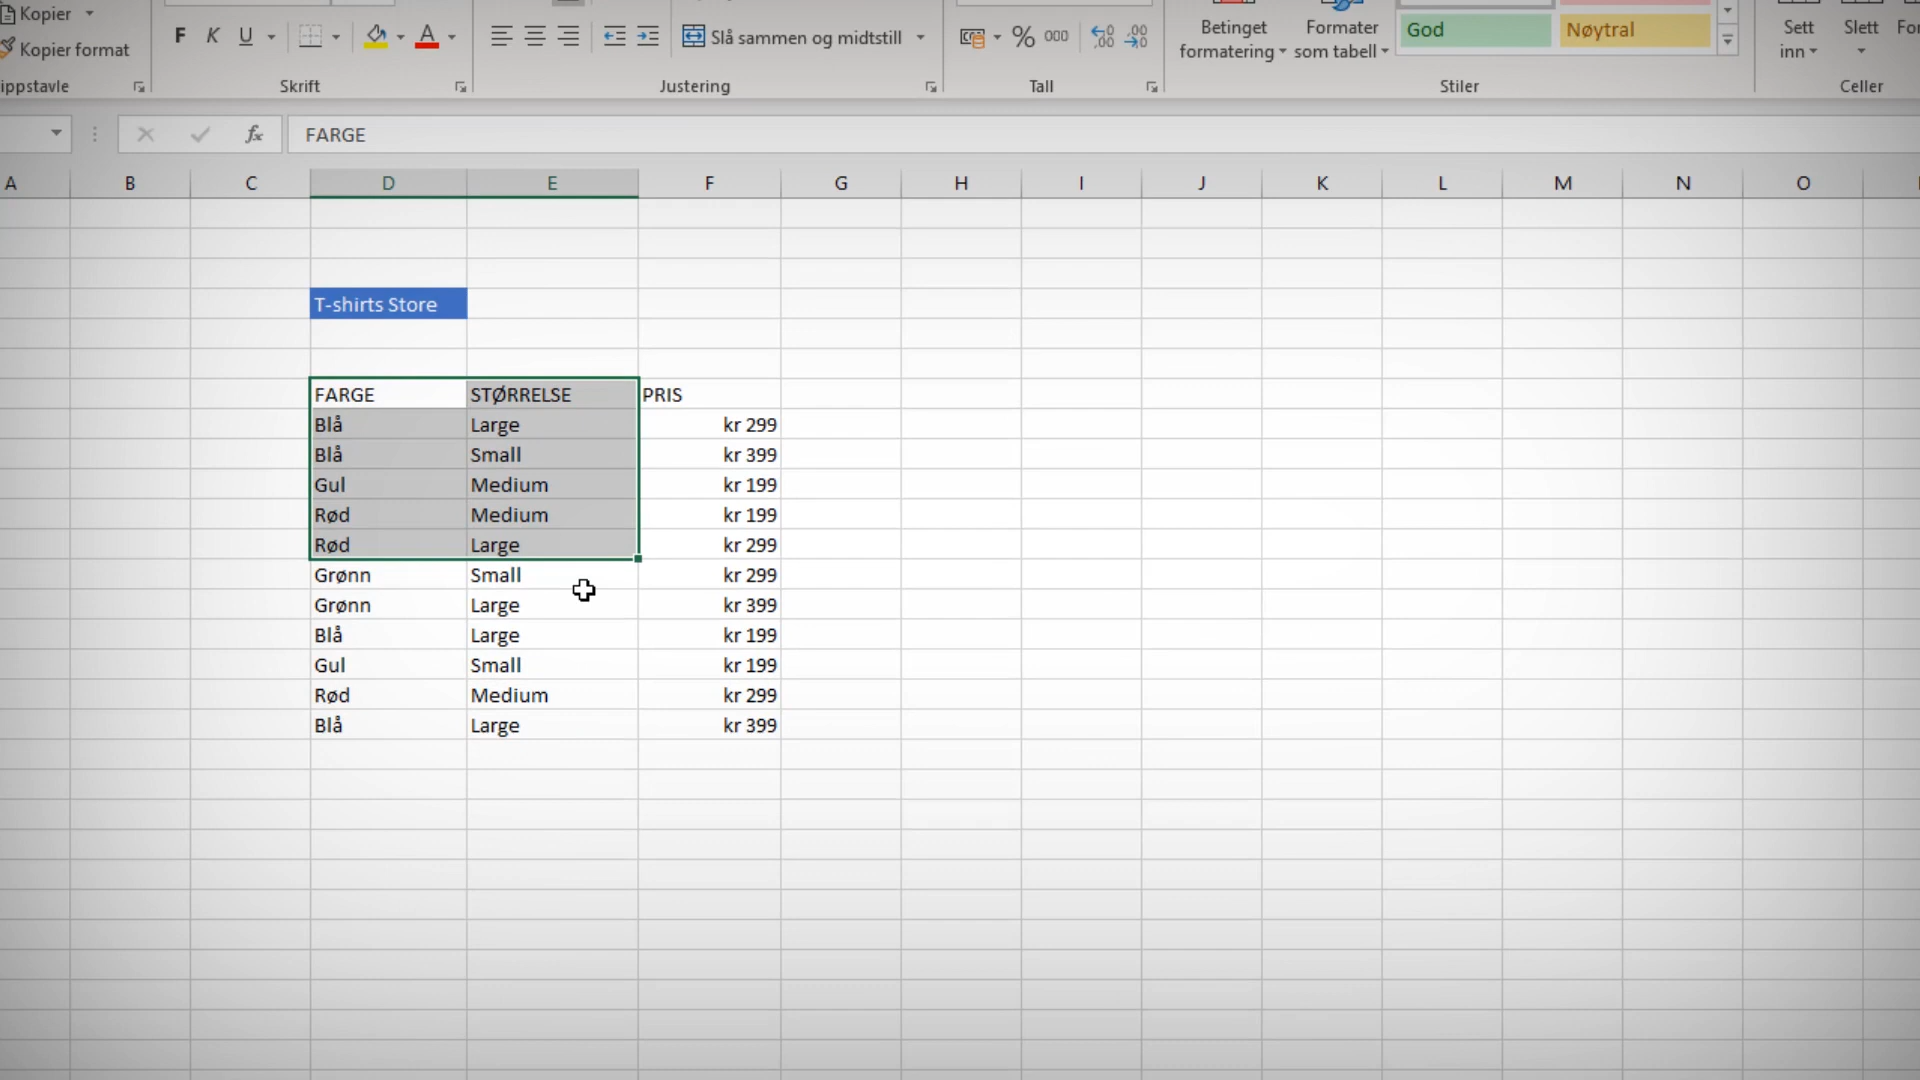 Kopier
Kopier format
F K U A
Slå sammen og midtstill
% 000
Betinget formatering
Formater som tabell
God
Nøytral
Sett inn
Slett
ippstavle
Skrift
Justering
Tall
Stiler
Celler
fx FARGE
A B C D E F G H I J K L M N O
T-shirts Store
FARGE STØRRELSE PRIS
Blå Large kr 299
Blå Small kr 399
Gul Medium kr 199
Rød Medium kr 199
Rød Large kr 299
Grønn Small kr 299
Grønn Large kr 399
Blå Large kr 199
Gul Small kr 199
Rød Medium kr 299
Blå Large kr 399